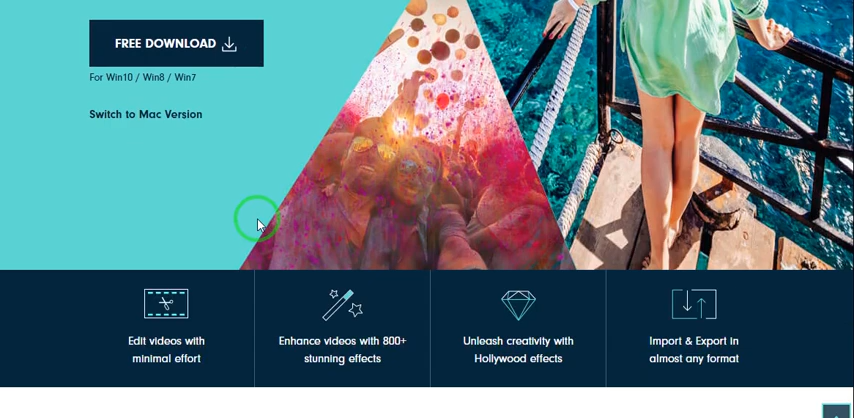 FREE DOWNLOAD
For Win10 / Win8 / Win7
Switch to Mac Version
Edit videos with
minimal effort
Enhance videos with 800+
stunning effects
Unleash creativity with
Hollywood effects
Import & Export in
almost any format